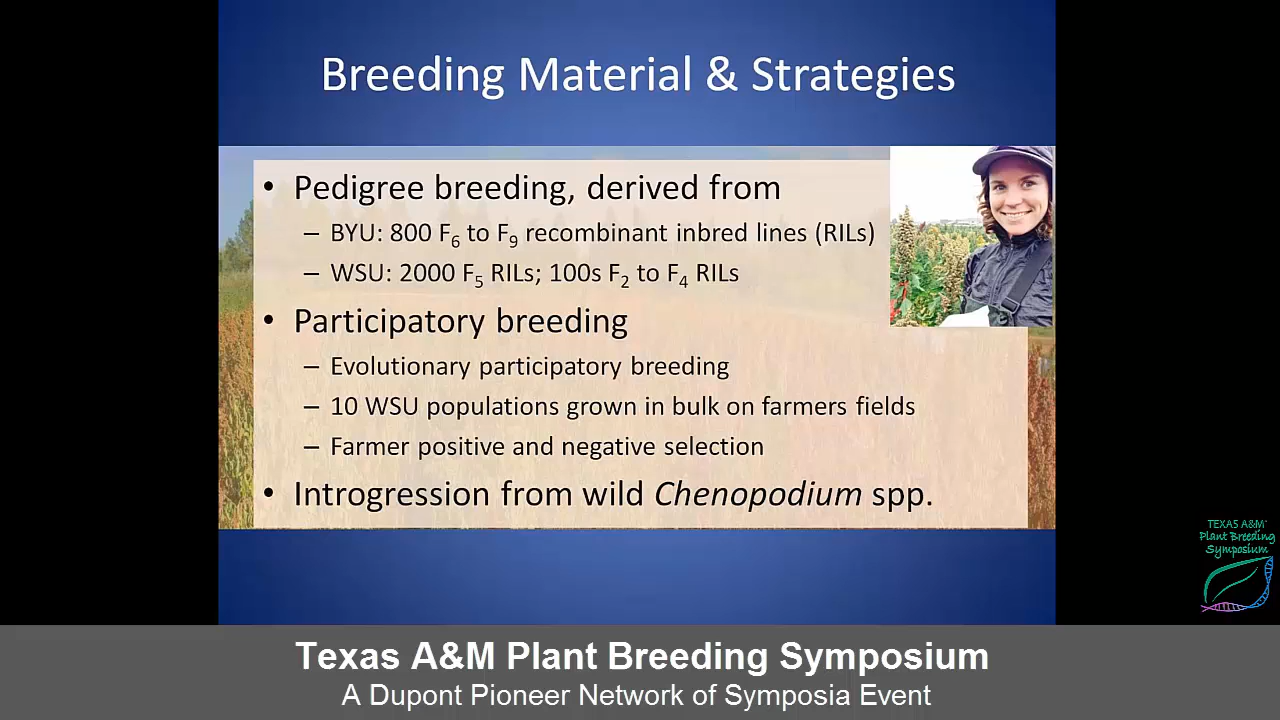 Breeding Material & Strategies
• Pedigree breeding, derived from
– BYU: 800 F₆ to F₉ recombinant inbred lines (RILs)
– WSU: 2000 F₅ RILs; 100s F₂ to F₄ RILs
• Participatory breeding
– Evolutionary participatory breeding
– 10 WSU populations grown in bulk on farmers fields
– Farmer positive and negative selection
• Introgression from wild Chenopodium spp.
TEXAS A&M
Plant Breeding
Symposium
Texas A&M Plant Breeding Symposium
A Dupont Pioneer Network of Symposia Event